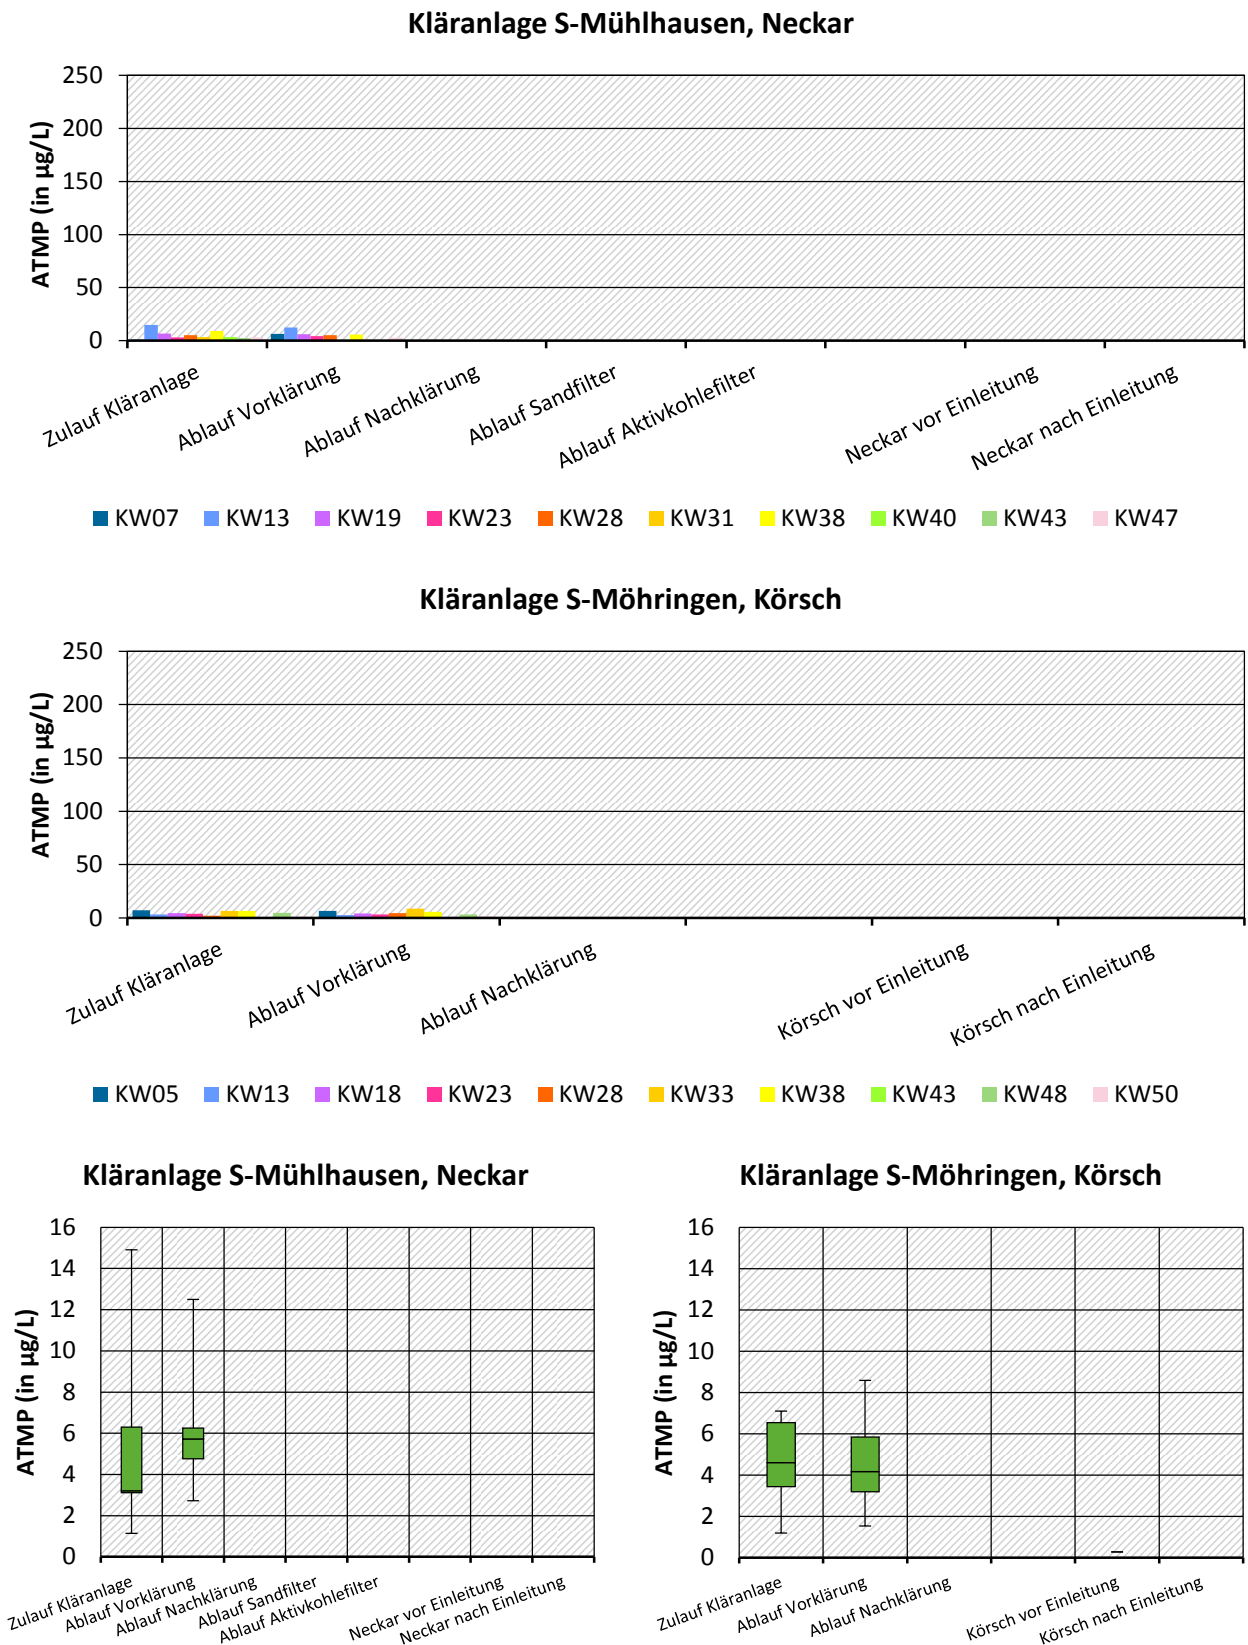 Kläranlage S-Mühlhausen, Neckar
ATMP (in µg/L)
250
200
150
100
50
0
Zulauf Kläranlage
Ablauf Vorklärung
Ablauf Nachklärung
Ablauf Sandfilter
Ablauf Aktivkohlefilter
Neckar vor Einleitung
Neckar nach Einleitung
KW07 KW13 KW19 KW23 KW28 KW31 KW38 KW40 KW43 KW47
Kläranlage S-Möhringen, Körsch
ATMP (in µg/L)
250
200
150
100
50
0
Zulauf Kläranlage
Ablauf Vorklärung
Ablauf Nachklärung
Körsch vor Einleitung
Körsch nach Einleitung
KW05 KW13 KW18 KW23 KW28 KW33 KW38 KW43 KW48 KW50
Kläranlage S-Mühlhausen, Neckar
ATMP (in µg/L)
16
14
12
10
8
6
4
2
0
Zulauf Kläranlage
Ablauf Vorklärung
Ablauf Nachklärung
Ablauf Sandfilter
Ablauf Aktivkohlefilter
Neckar vor Einleitung
Neckar nach Einleitung
Kläranlage S-Möhringen, Körsch
ATMP (in µg/L)
16
14
12
10
8
6
4
2
0
Zulauf Kläranlage
Ablauf Vorklärung
Ablauf Nachklärung
Körsch vor Einleitung
Körsch nach Einleitung